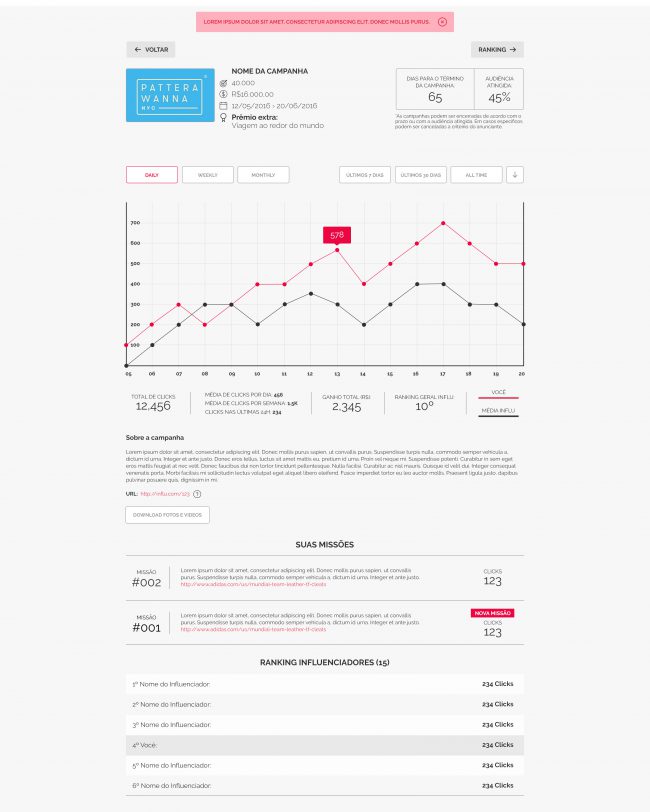 LOREM IPSUM DOLOR SIT AMET, CONSECTETUR ADIPISCING ELIT. DONEC MOLLIS PURUS.
VOLTAR
RANKING
PATTERA
WANNA
NYC
NOME DA CAMPANHA
40.000
R$16.000,00
12/05/2016 > 20/06/2016
Prêmio extra:
Viagem ao redor do mundo
DIAS PARA O TERMINO
DA CAMPANHA:
65
AUDIÊNCIA
ATINGIDA:
45%
*As campanhas podem ser encerradas de acordo com o
prazo ou com a audiência atingida. Em casos específicos
podem ser canceladas a critério do anunciante.
DAILY
WEEKLY
MONTHLY
ÚLTIMOS 7 DIAS
ÚLTIMOS 30 DIAS
ALL TIME
700
600
500
400
300
200
100
578
05 06 07 08 09 10 11 12 13 14 15 16 17 18 19 20
TOTAL DE CLICKS
12,456
MÉDIA DE CLICKS POR DIA: 456
MÉDIA DE CLICKS POR SEMANA: 1.5K
CLICKS NAS ÚLTIMAS 24H: 234
GANHO TOTAL (R$)
2,345
RANKING GERAL INFLU
10º
VOCÊ
MÉDIA INFLU
Sobre a campanha
Lorem ipsum dolor sit amet, consectetur adipiscing elit. Donec mollis purus sapien, ut convallis purus. Suspendisse turpis nulla, commodo semper vehicula a,
dictum id urna. Integer et ante justo. Donec eros tellus, luctus sit amet mattis eu, pretium id urna. Proin vel neque mi. Suspendisse potenti. Curabitur in sem eget
eros mattis feugiat at nec velit. Donec faucibus dui non tortor tincidunt pellentesque. Nulla facilisi. Curabitur ac nisl mauris. Quisque id velit dui. Integer consequat
venenatis porta. Morbi facilisis mi sollicitudin lectus volutpat eget aliquet libero eleifend. Fusce imperdiet tortor eu leo auctor mollis. Praesent ligula justo, dapibus
pulvinar posuere quis, dignissim in mi.
URL: http://influ.com/123
DOWNLOAD FOTOS E VIDEOS
SUAS MISSÕES
MISSÃO
#002
Lorem ipsum dolor sit amet, consectetur adipiscing elit. Donec mollis purus sapien, ut convallis
purus. Suspendisse turpis nulla, commodo semper vehicula a, dictum id urna. Integer et ante justo.
http://www.adidas.com/us/mundial-team-leather-tf-cleats
CLICKS
123
MISSÃO
#001
Lorem ipsum dolor sit amet, consectetur adipiscing elit. Donec mollis purus sapien, ut convallis
purus. Suspendisse turpis nulla, commodo semper vehicula a, dictum id urna. Integer et ante justo.
http://www.adidas.com/us/mundial-team-leather-tf-cleats
NOVA MISSÃO
CLICKS
123
RANKING INFLUENCIADORES (15)
1º Nome do Influenciador: 234 Clicks
2º Nome do Influenciador: 234 Clicks
3º Nome do Influenciador: 234 Clicks
4º Você: 234 Clicks
5º Nome do Influenciador: 234 Clicks
6º Nome do Influenciador: 234 Clicks